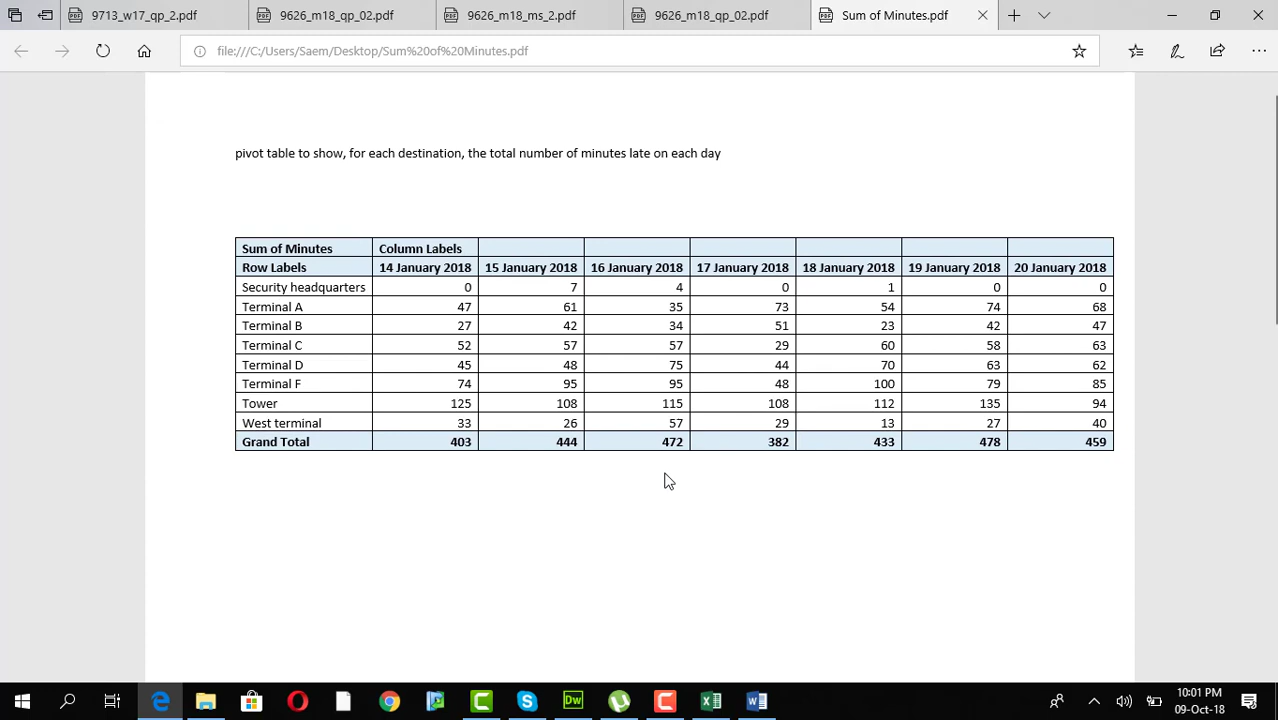 9713_w17_qp_2.pdf 9626_m18_qp_02.pdf 9626_m18_ms_2.pdf 9626_m18_qp_02.pdf Sum of Minutes.pdf
file:///C:/Users/Saem/Desktop/Sum%20of%20Minutes.pdf
pivot table to show, for each destination, the total number of minutes late on each day
Sum of Minutes Column Labels
Row Labels 14 January 2018 15 January 2018 16 January 2018 17 January 2018 18 January 2018 19 January 2018 20 January 2018
Security headquarters 0 7 4 0 1 0 0
Terminal A 47 61 35 73 54 74 68
Terminal B 27 42 34 51 23 42 47
Terminal C 52 57 57 29 60 58 63
Terminal D 45 48 75 44 70 63 62
Terminal F 74 95 95 48 100 79 85
Tower 125 108 115 108 112 135 94
West terminal 33 26 57 29 13 27 40
Grand Total 403 444 472 382 433 478 459
10:01 PM
09-Oct-18